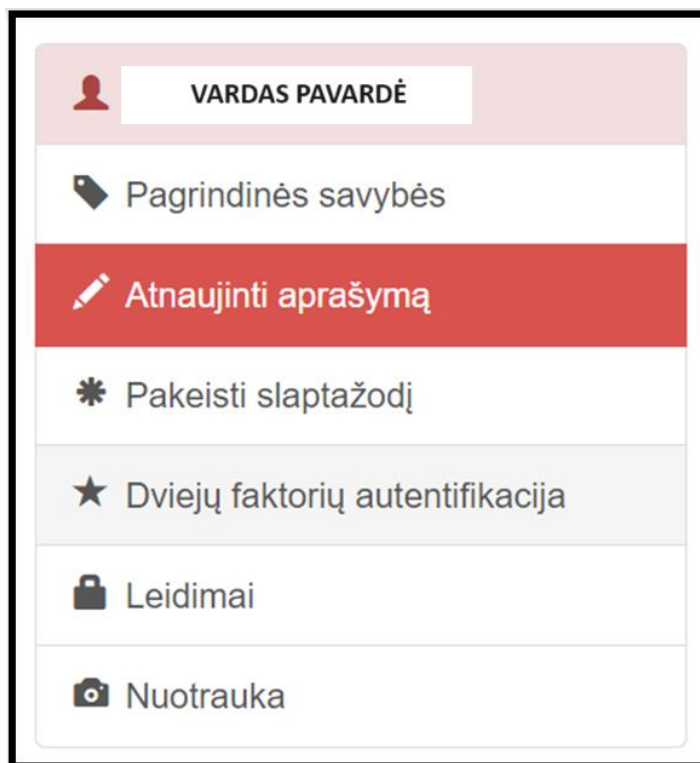 VARDAS PAVARDĖ
Pagrindinės savybės
Atnaujinti aprašymą
Pakeisti slaptažodį
Dviejų faktorių autentifikacija
Leidimai
Nuotrauka